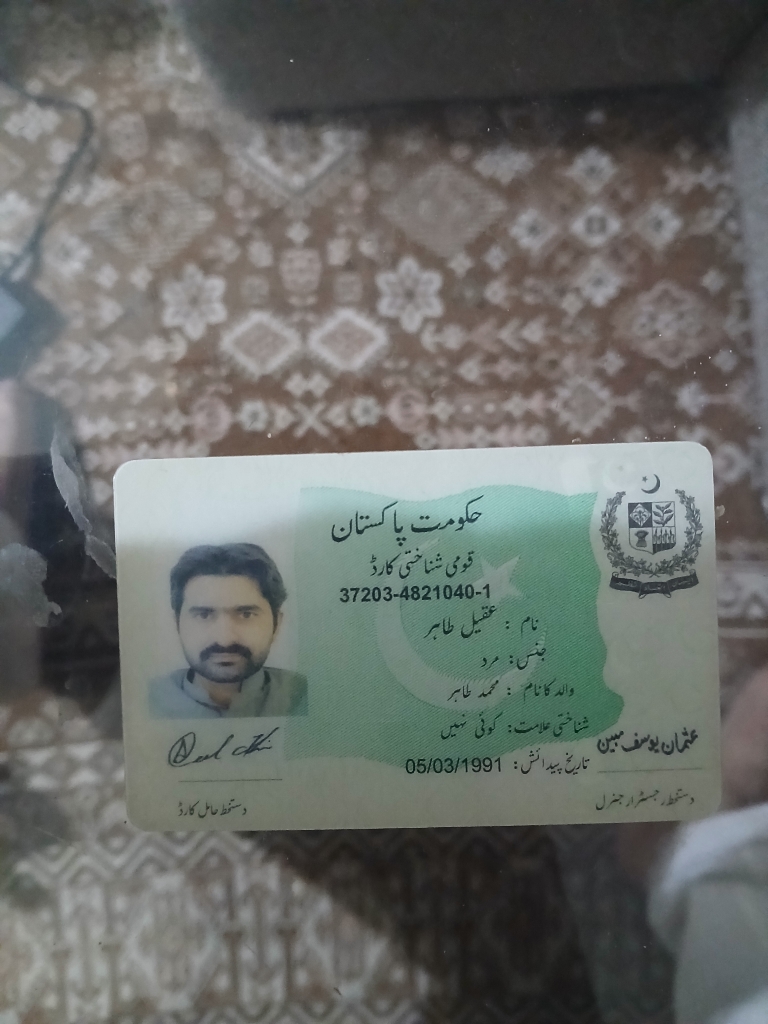 حکومت پاکستان
قومی شناختی کارڈ
37203-4821040-1
نام : عقیل طاہر
جنس: مرد
والد کا نام : محمد طاہر
شناختی علامت: کوئی نہیں
تاریخ پیدائش: 05/03/1991
عثمان یوسف مبین
دستخط رجسٹرار جنرل
دستخط حامل کارڈ